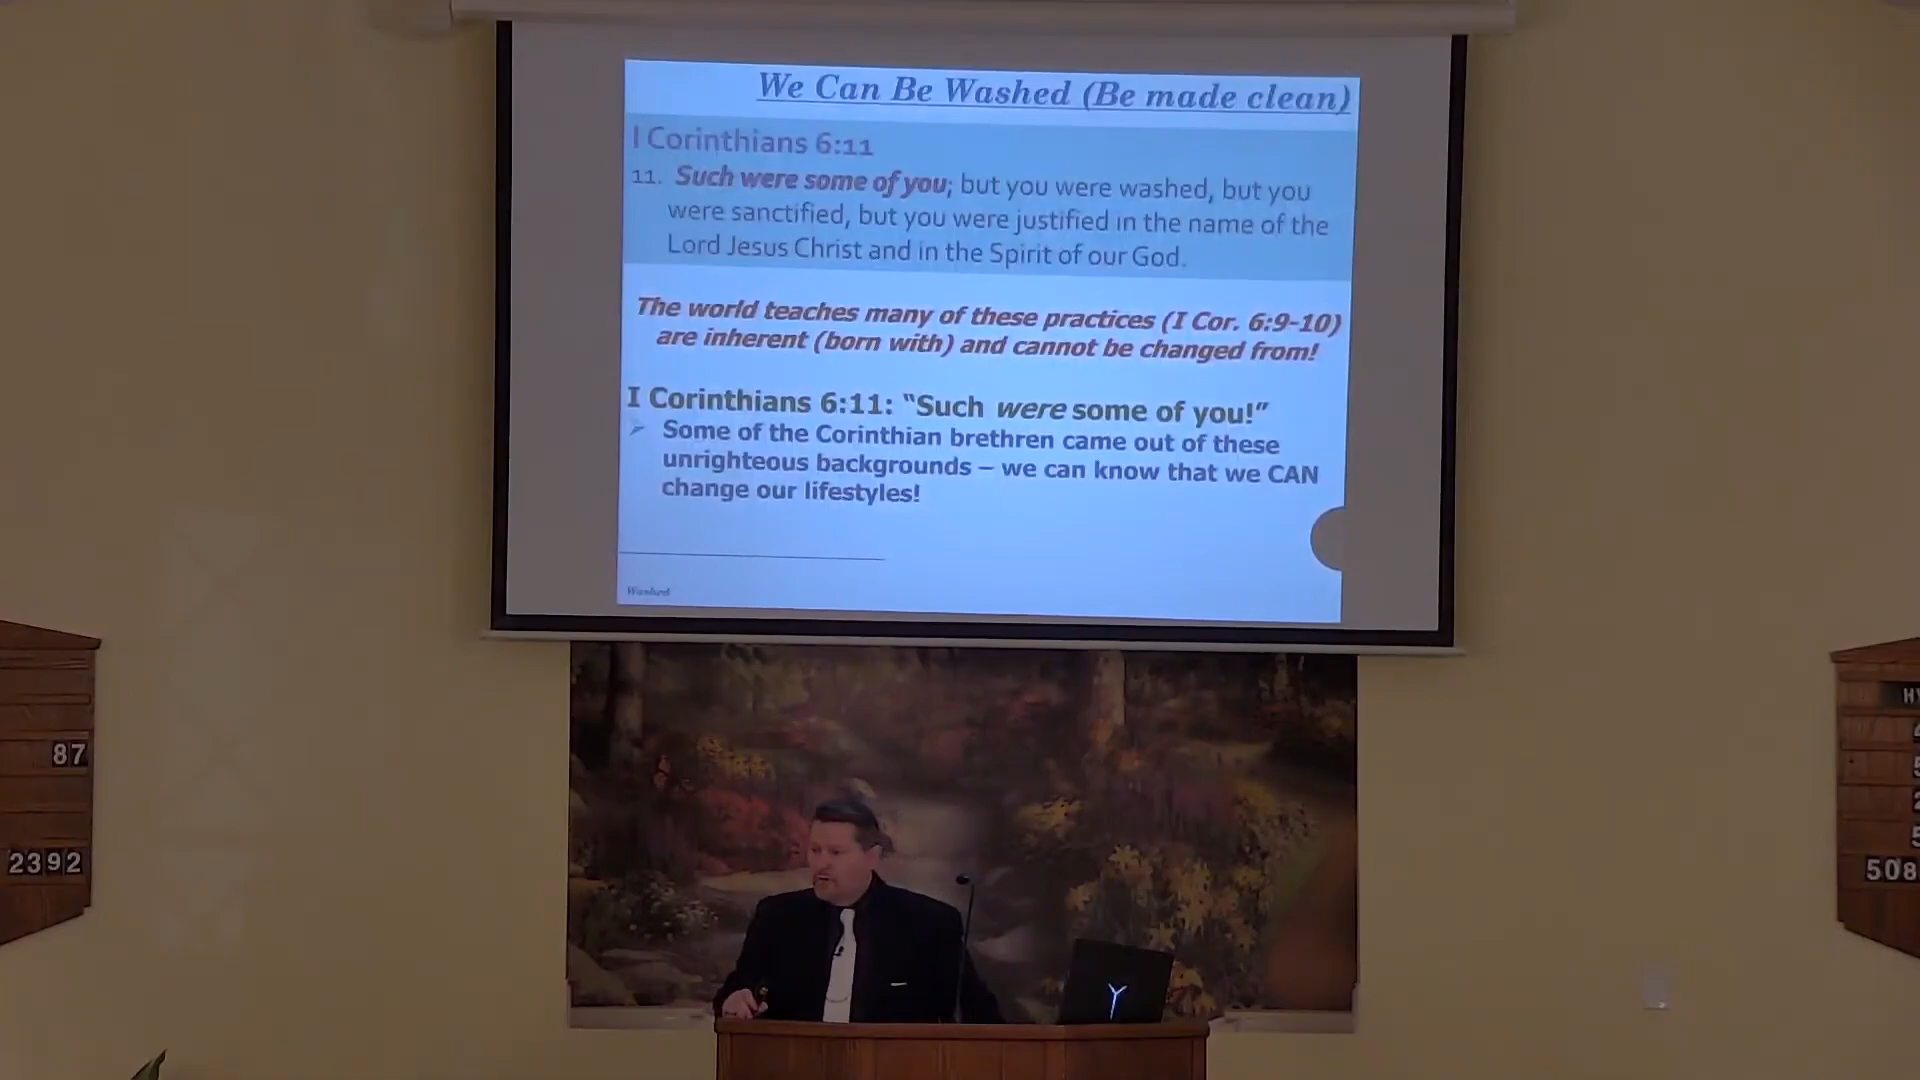 We Can Be Washed (Be made clean)
I Corinthians 6:11
11. Such were some of you; but you were washed, but you
were sanctified, but you were justified in the name of the
Lord Jesus Christ and in the Spirit of our God.
The world teaches many of these practices (I Cor. 6:9-10)
are inherent (born with) and cannot be changed from!
I Corinthians 6:11: “Such were some of you!”
➢ Some of the Corinthian brethren came out of these
unrighteous backgrounds – we can know that we CAN
change our lifestyles!
Washed
87
2392
HY
508